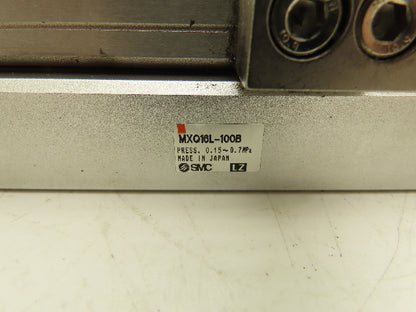 MXQ16L-100B
PRESS. 0.15~0.7MPa
MADE IN JAPAN
SMC LZ